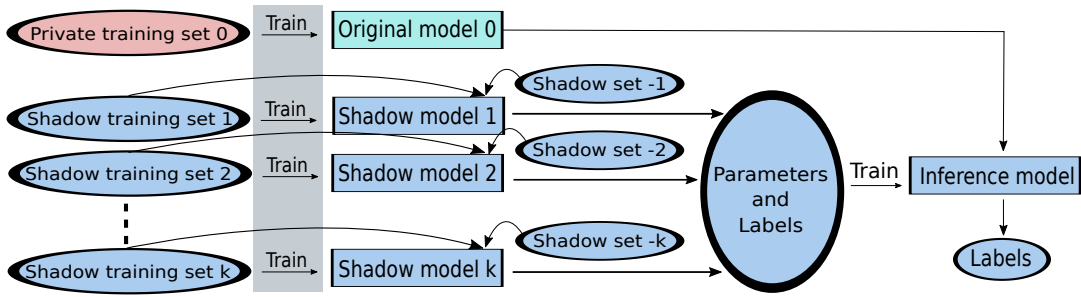 Private training set 0
Train
Original model 0
Shadow set -1
Shadow training set 1
Train
Shadow model 1
Shadow set -2
Shadow training set 2
Train
Shadow model 2
Parameters
and
Labels
Train
Inference model
Shadow set -k
Shadow training set k
Train
Shadow model k
Labels